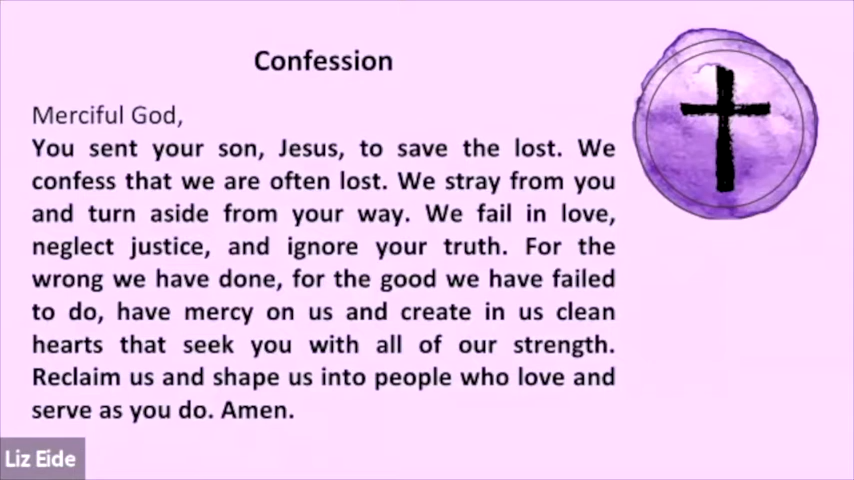 Confession
Merciful God,
You sent your son, Jesus, to save the lost. We
confess that we are often lost. We stray from you
and turn aside from your way. We fail in love,
neglect justice, and ignore your truth. For the
wrong we have done, for the good we have failed
to do, have mercy on us and create in us clean
hearts that seek you with all of our strength.
Reclaim us and shape us into people who love and
serve as you do. Amen.
Liz Eide